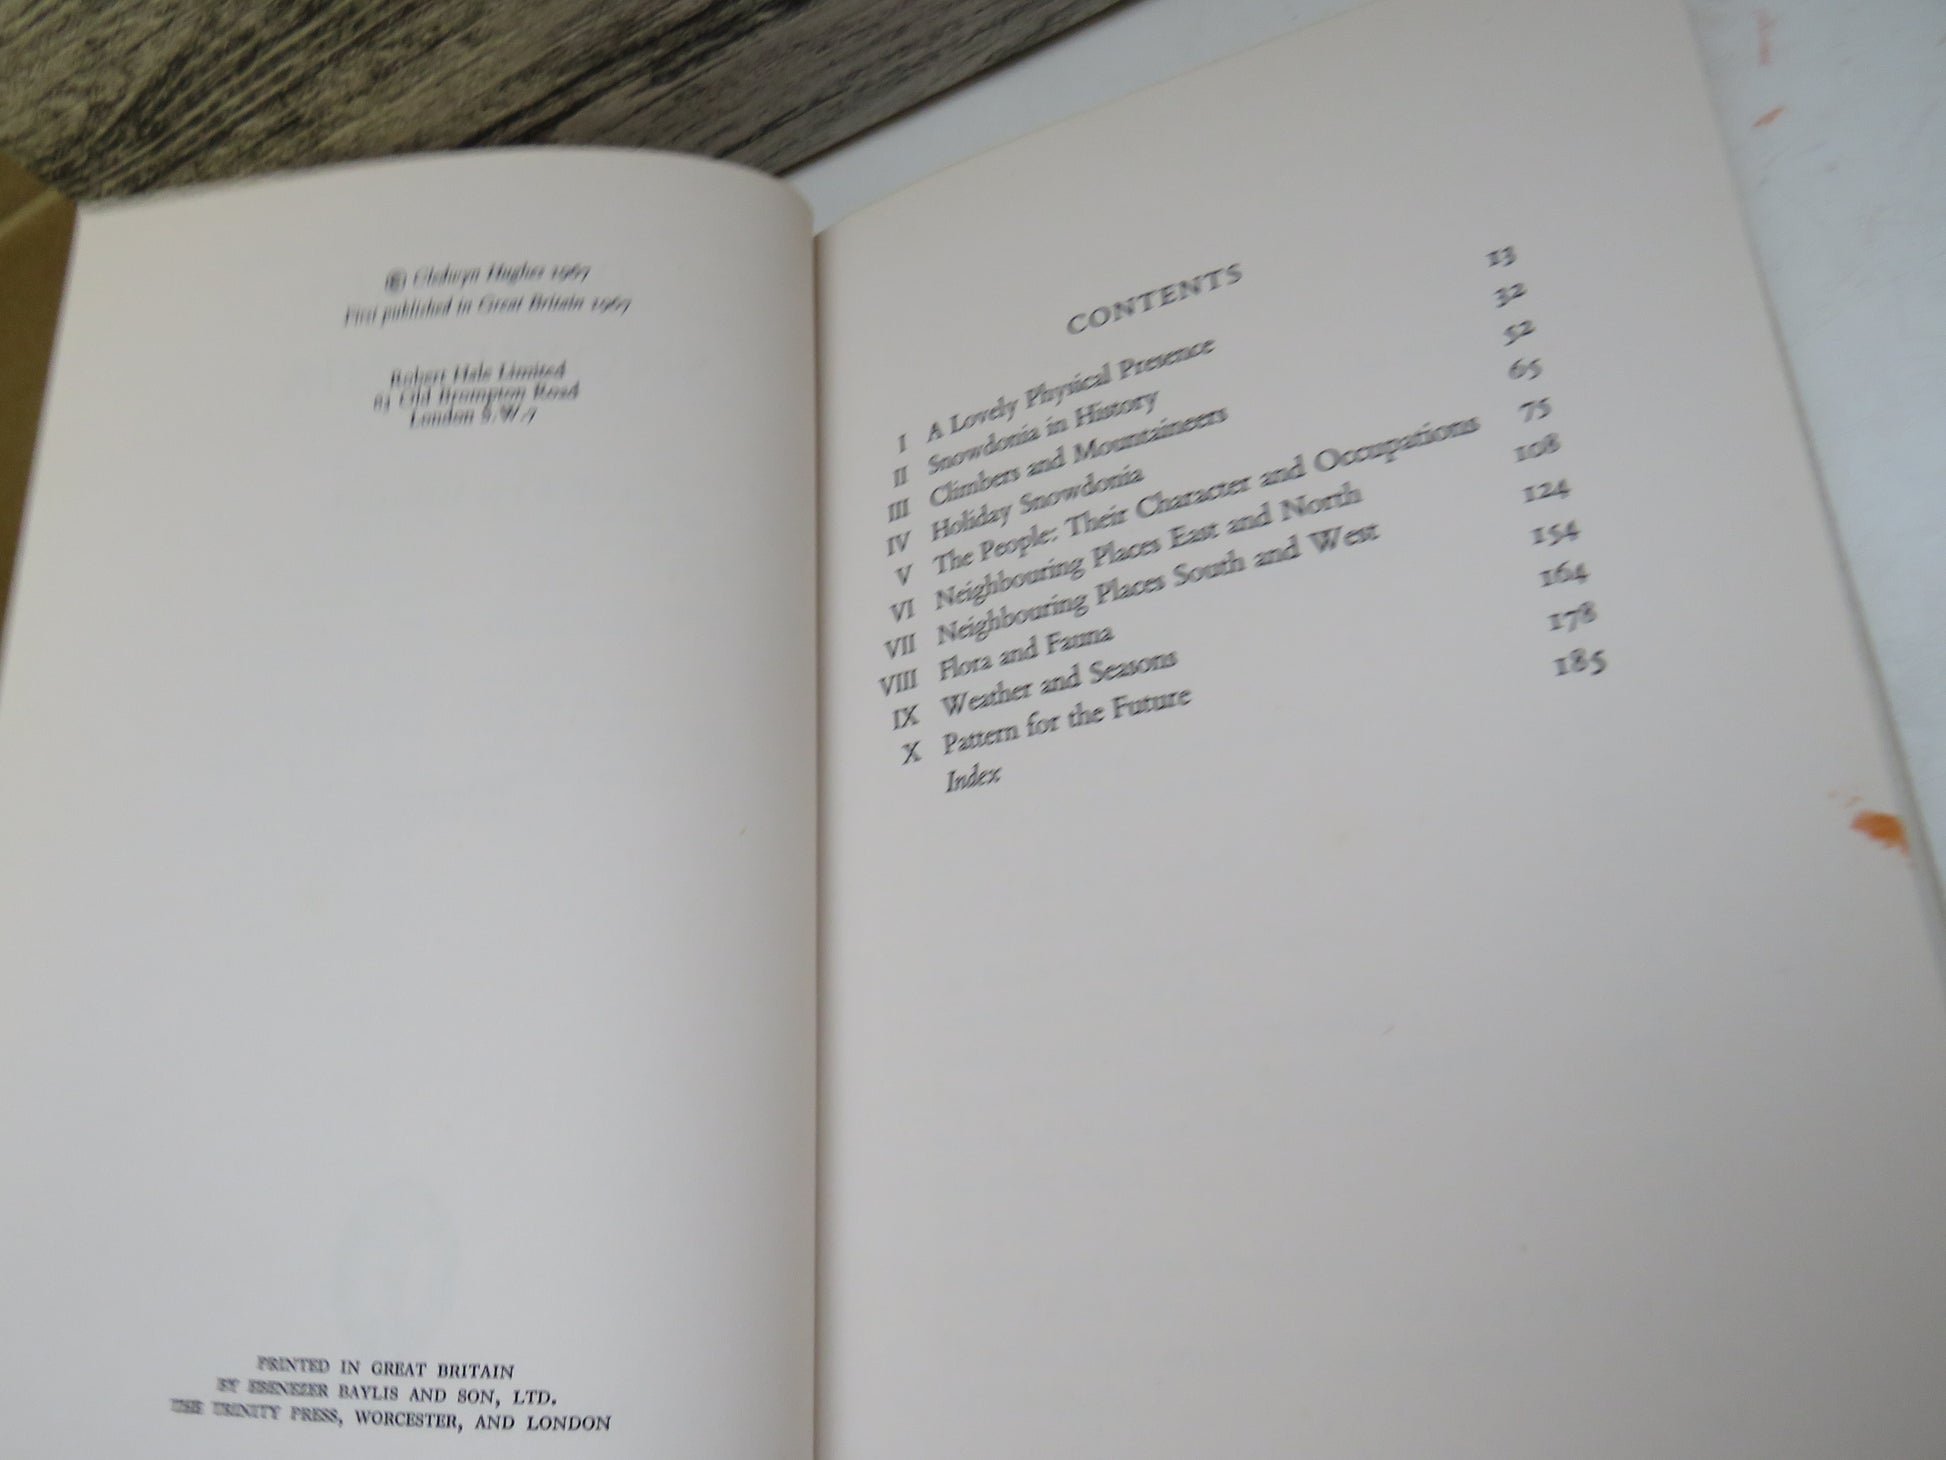 © Cledwyn Hughes 1967
First published in Great Britain 1967
Robert Hale Limited
63 Old Brompton Road
London S.W.7
PRINTED IN GREAT BRITAIN
BY EBENEZER BAYLIS AND SON, LTD.
THE TRINITY PRESS, WORCESTER, AND LONDON
CONTENTS
I A Lovely Physical Presence 13
II Snowdonia in History 32
III Climbers and Mountaineers 52
IV Holiday Snowdonia 65
V The People: Their Character and Occupations 75
VI Neighbouring Places East and North 108
VII Neighbouring Places South and West 124
VIII Flora and Fauna 154
IX Weather and Seasons 164
X Pattern for the Future 178
Index 185